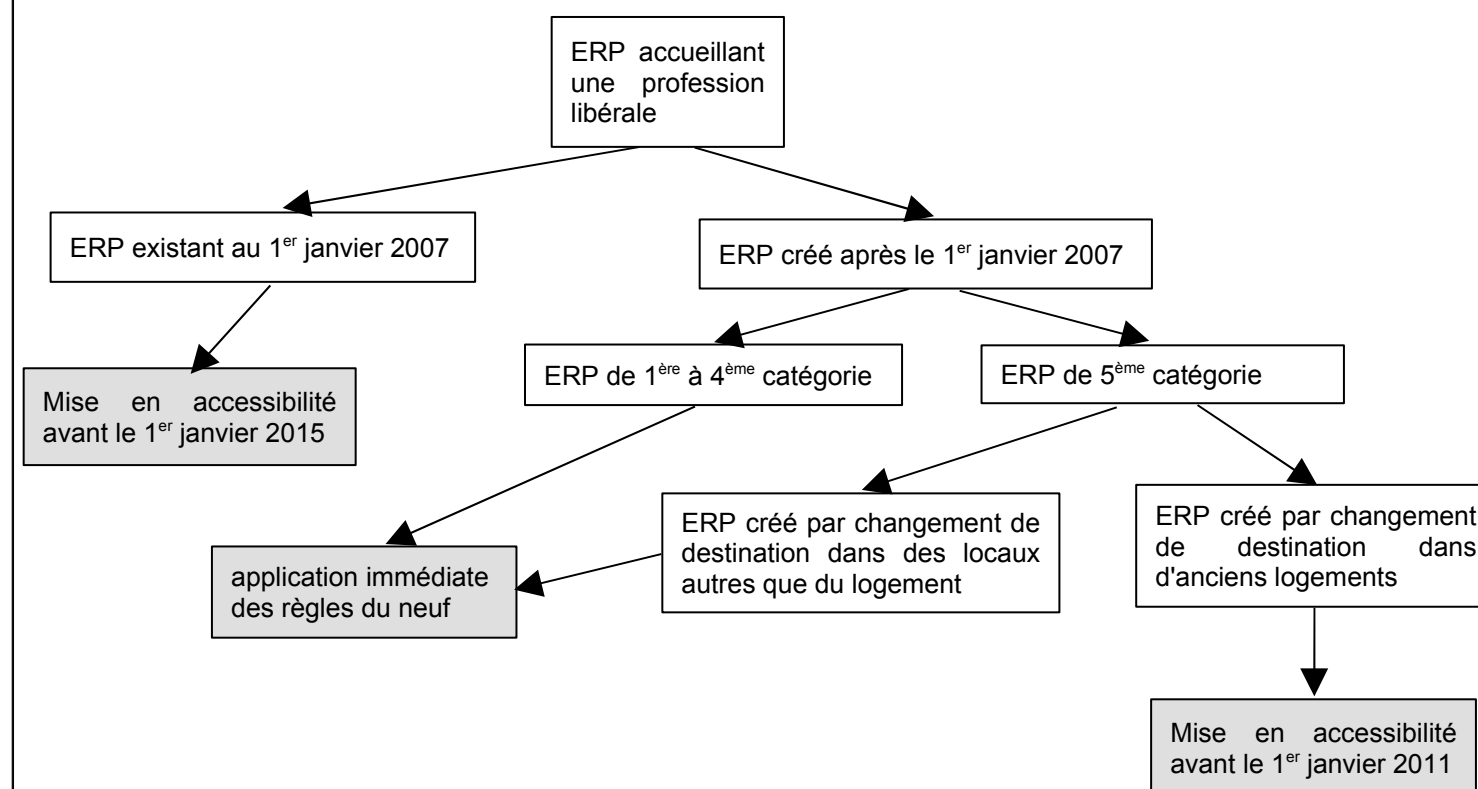 ERP accueillant
une profession
libérale
ERP existant au 1er janvier 2007
ERP créé après le 1er janvier 2007
ERP de 1ère à 4ème catégorie
ERP de 5ème catégorie
Mise en accessibilité
avant le 1er janvier 2015
ERP créé par changement de
destination dans des locaux
autres que du logement
ERP créé par changement
de destination dans
d'anciens logements
application immédiate
des règles du neuf
Mise en accessibilité
avant le 1er janvier 2011